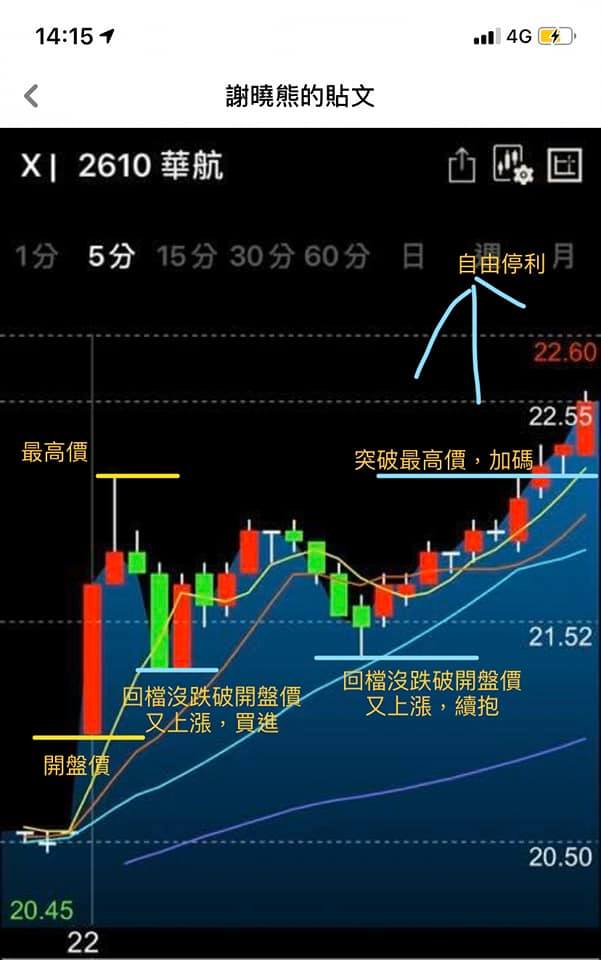 14:15
4G
謝曉熊的貼文
X| 2610 華航
1分 5分 15分 30分 60分 日 週 月
自由停利
22.60
22.55
最高價
突破最高價，加碼
21.52
回檔沒跌破開盤價
又上漲，買進
回檔沒跌破開盤價
又上漲，續抱
開盤價
20.50
20.45
22